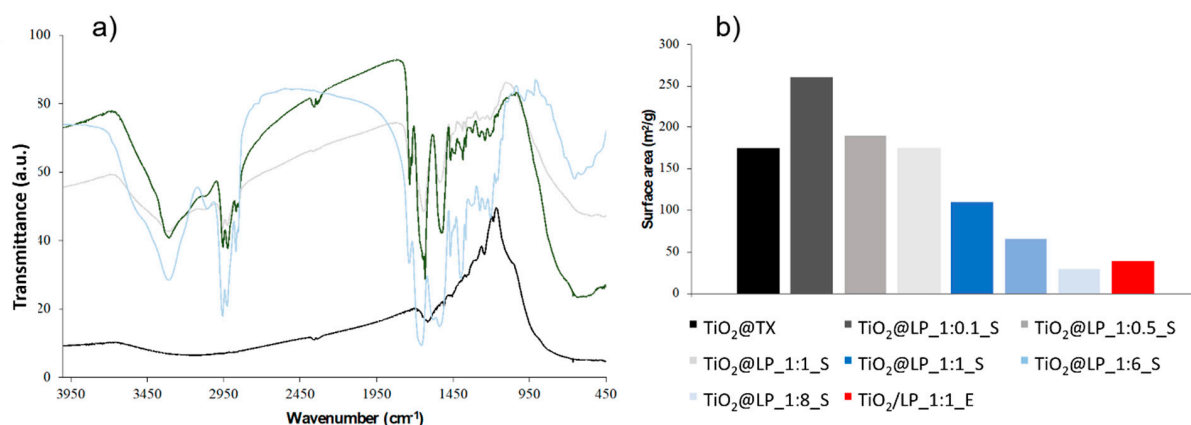 a)
Transmittance (a.u.)
100
80
60
40
20
0
3950 3450 2950 2450 1950 1450 950 450
Wavenumber (cm⁻¹)
b)
Surface area (m²/g)
300
250
200
150
100
50
0
TiO₂@TX TiO₂@LP_1:0.1_S TiO₂@LP_1:0.5_S
TiO₂@LP_1:1_S TiO₂@LP_1:1_S TiO₂@LP_1:6_S
TiO₂@LP_1:8_S TiO₂/LP_1:1_E